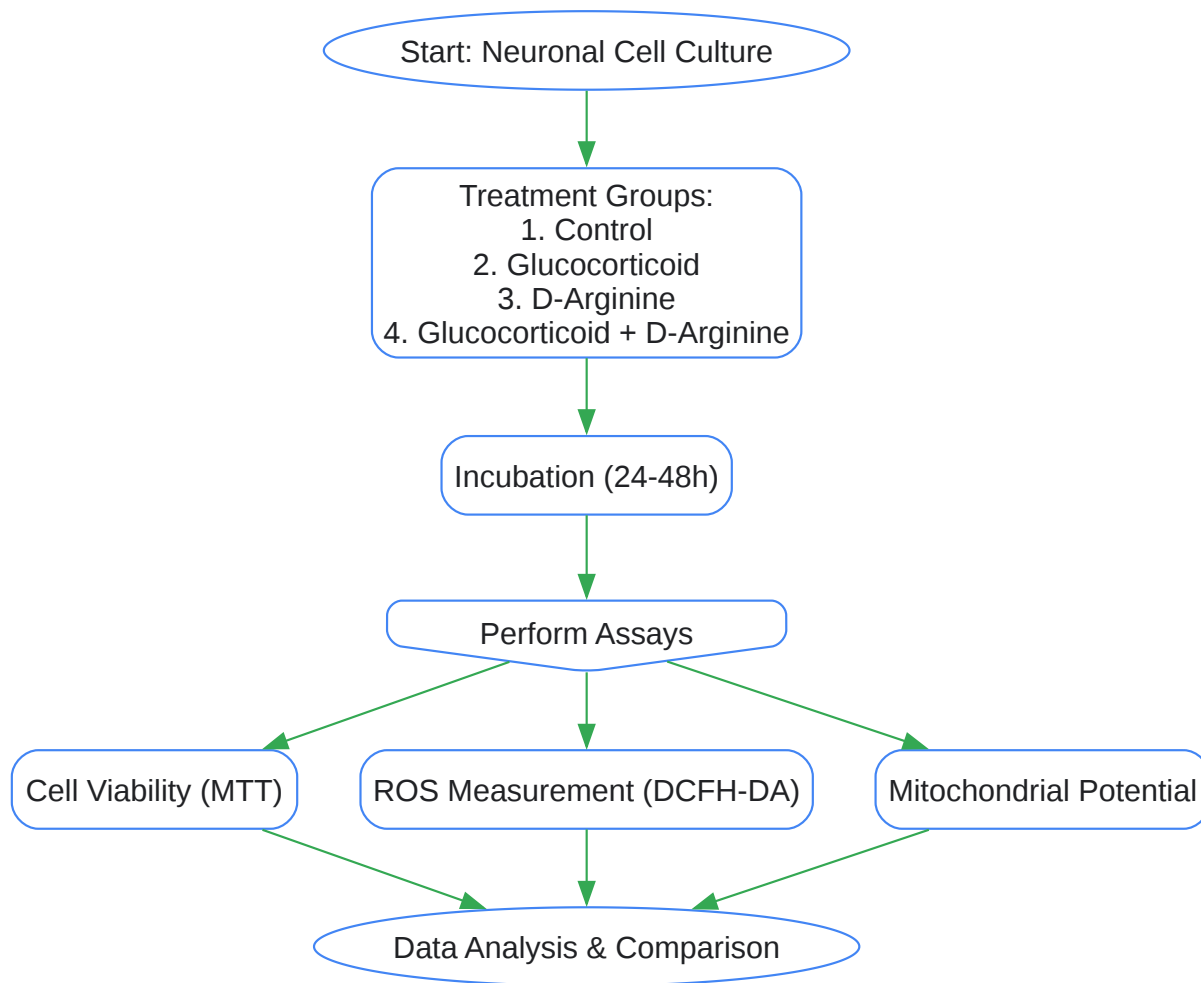 Start: Neuronal Cell Culture
Treatment Groups:
1. Control
2. Glucocorticoid
3. D-Arginine
4. Glucocorticoid + D-Arginine
Incubation (24-48h)
Perform Assays
Cell Viability (MTT)
ROS Measurement (DCFH-DA)
Mitochondrial Potential
Data Analysis & Comparison